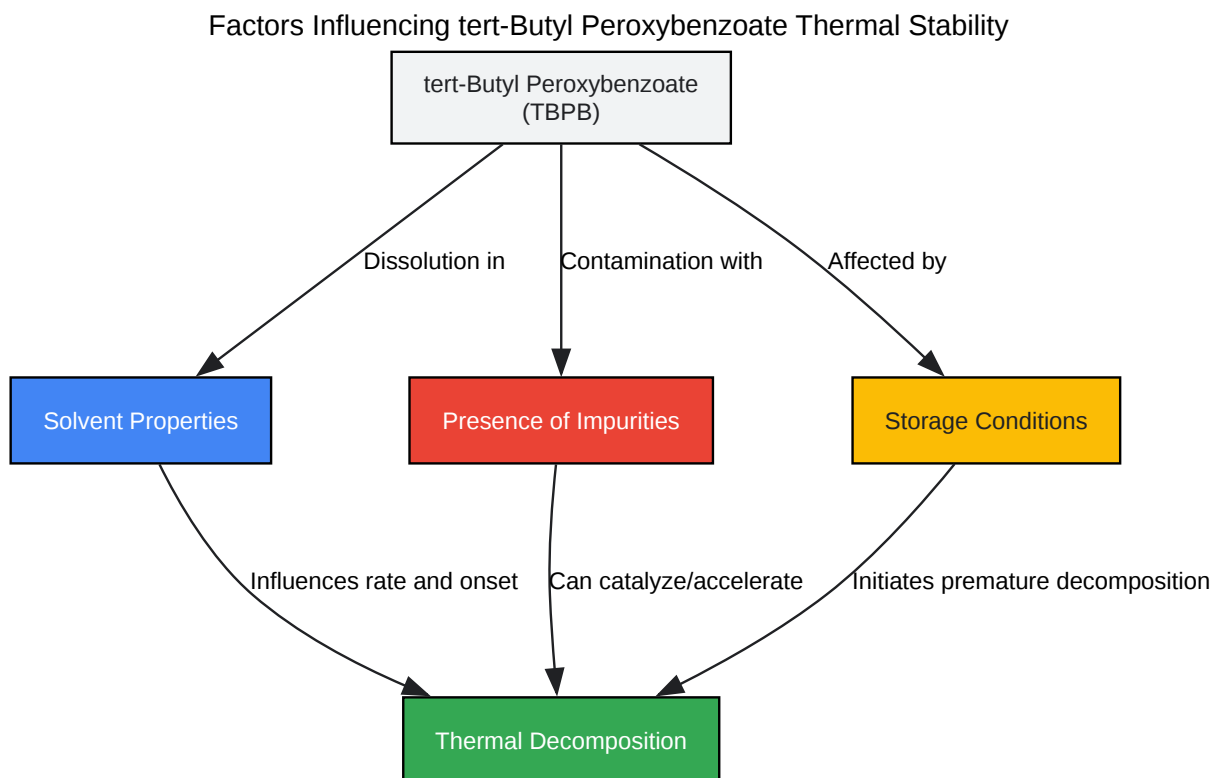 Factors Influencing tert-Butyl Peroxybenzoate Thermal Stability
tert-Butyl Peroxybenzoate
(TBPB)
Dissolution in
Contamination with
Affected by
Solvent Properties
Presence of Impurities
Storage Conditions
Influences rate and onset
Can catalyze/accelerate
Initiates premature decomposition
Thermal Decomposition